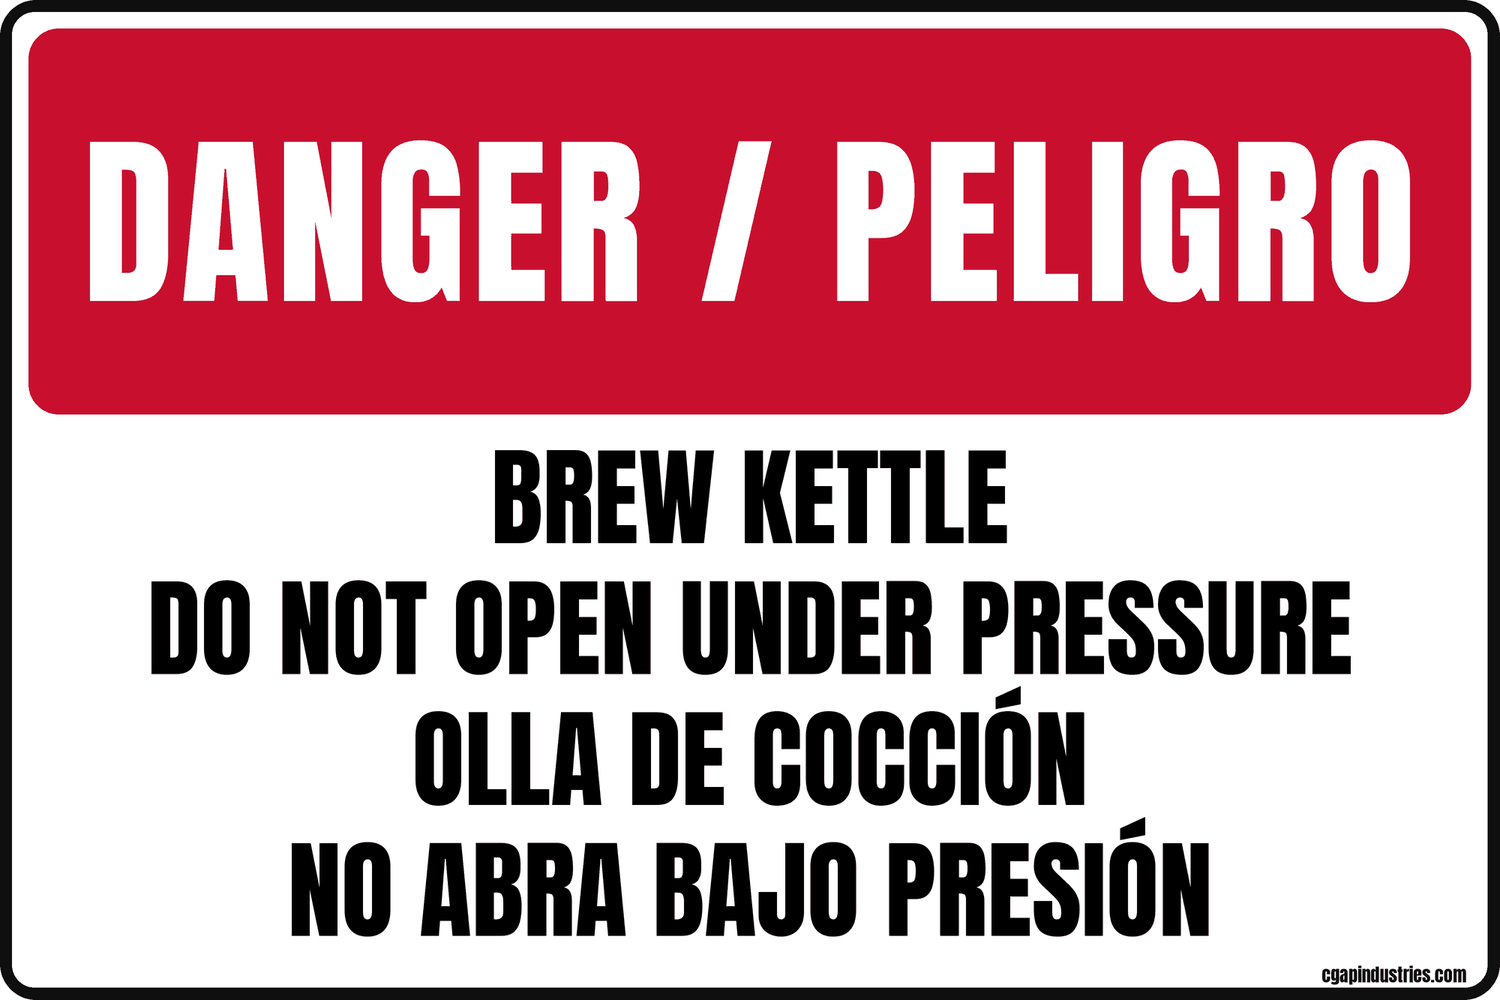 DANGER / PELIGRO
BREW KETTLE
DO NOT OPEN UNDER PRESSURE
OLLA DE COCCIÓN
NO ABRA BAJO PRESIÓN
cgapindustries.com